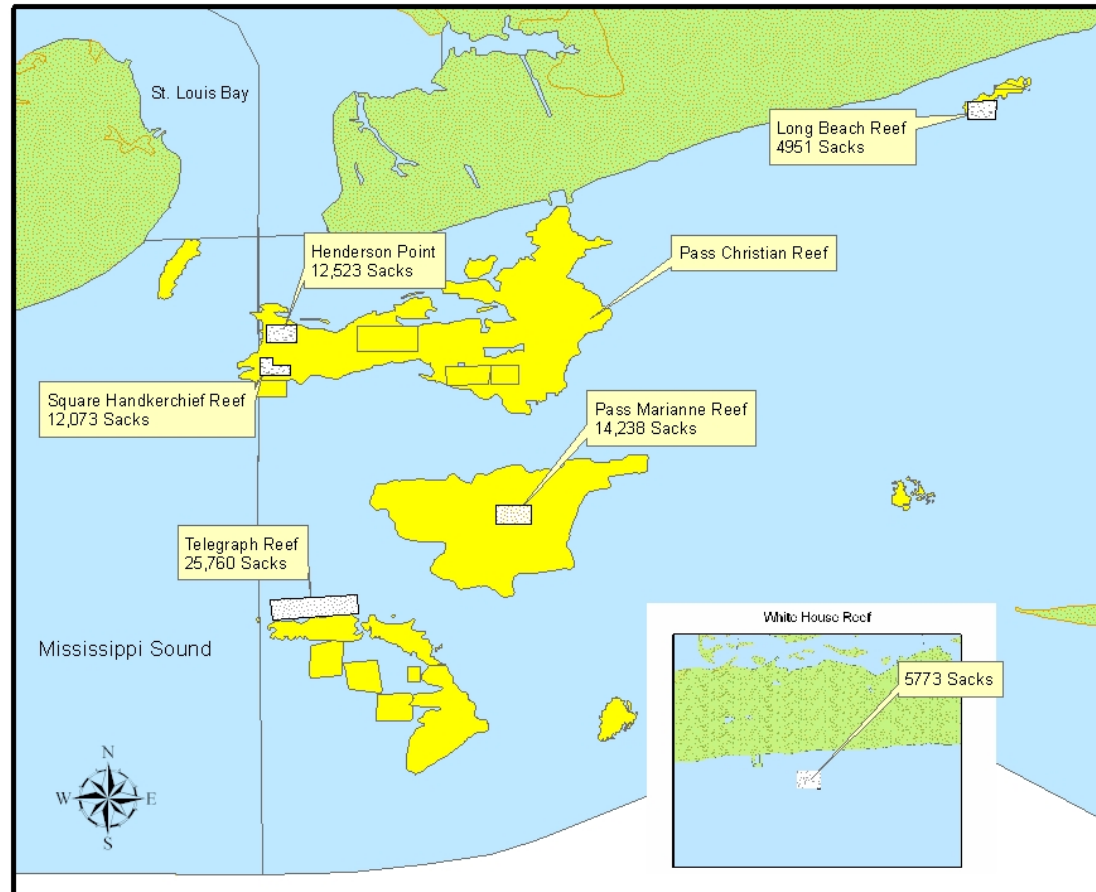 St. Louis Bay
Long Beach Reef
4951 Sacks
Henderson Point
12,523 Sacks
Pass Christian Reef
Square Handkerchief Reef
12,073 Sacks
Pass Marianne Reef
14,238 Sacks
Telegraph Reef
25,760 Sacks
Mississippi Sound
White House Reef
5773 Sacks
N
W
E
S